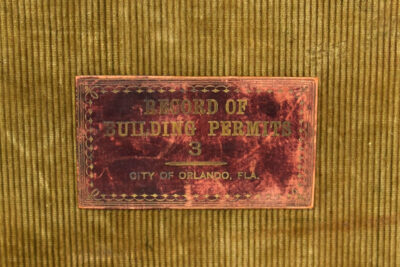 RECORD OF
BUILDING PERMITS
3
CITY OF ORLANDO, FLA.